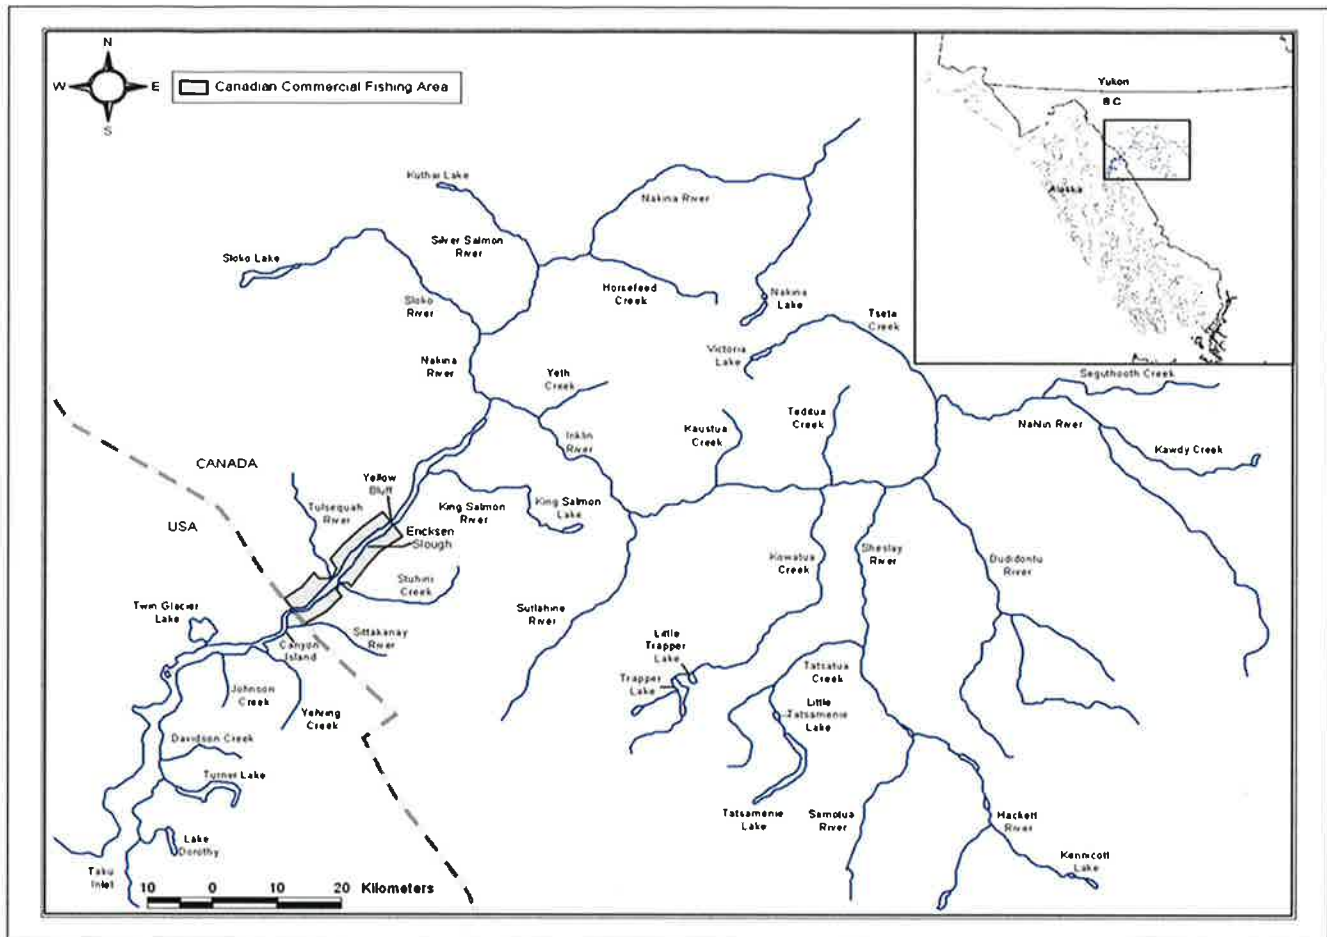 N
W
E
S
Canadian Commercial Fishing Area
Yukon
BC
Alaska
Kuthai Lake
Nakina River
Silver Salmon
River
Sloko Lake
Horsefeed
Creek
Nakina
Lake
Sloko
River
Tseta
Creek
Nakina
River
Victoria
Lake
Yeth
Creek
Seguthooth Creek
Teditua
Creek
Kaustua
Creek
Nahlin River
Inklin
River
Kawdy Creek
CANADA
Yellow
Bluff
Tulsequah
River
King Salmon
River
King Salmon
Lake
USA
Ericksen
Slough
Kowatua
Creek
Sheslay
River
Dudidontu
River
Stuhini
Creek
Twin Glacier
Lake
Sutlahine
River
Sittakanay
River
Canyon
Island
Little
Trapper
Lake
Trapper
Lake
Tatsatua
Creek
Johnson
Creek
Yehring
Creek
Little
Tatsamenie
Lake
Davidson Creek
Turner Lake
Tatsamenie
Lake
Samotua
River
Hackett
River
Lake
Dorothy
Kennicott
Lake
Taku
Inlet
10 0 10 20 Kilometers